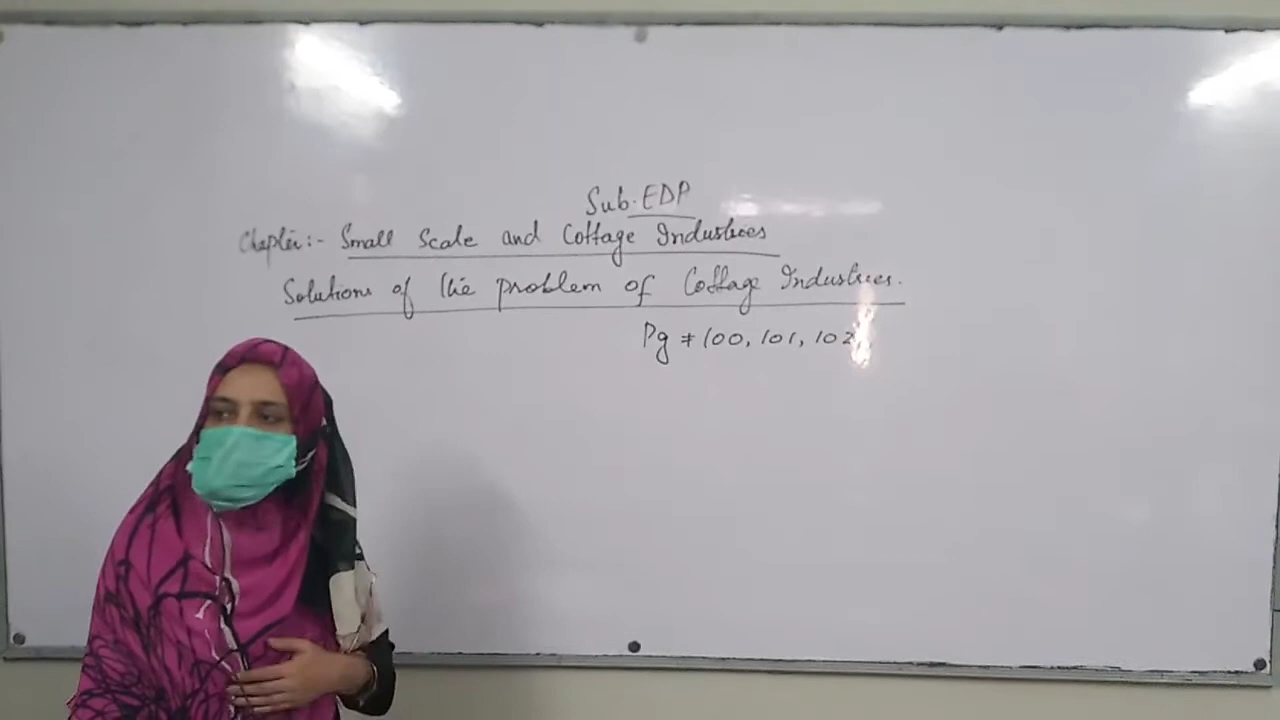 Sub. EDP
Chapter:- Small Scale and Cottage Industries
Solutions of the problem of Cottage Industries.
Pg # 100, 101, 102